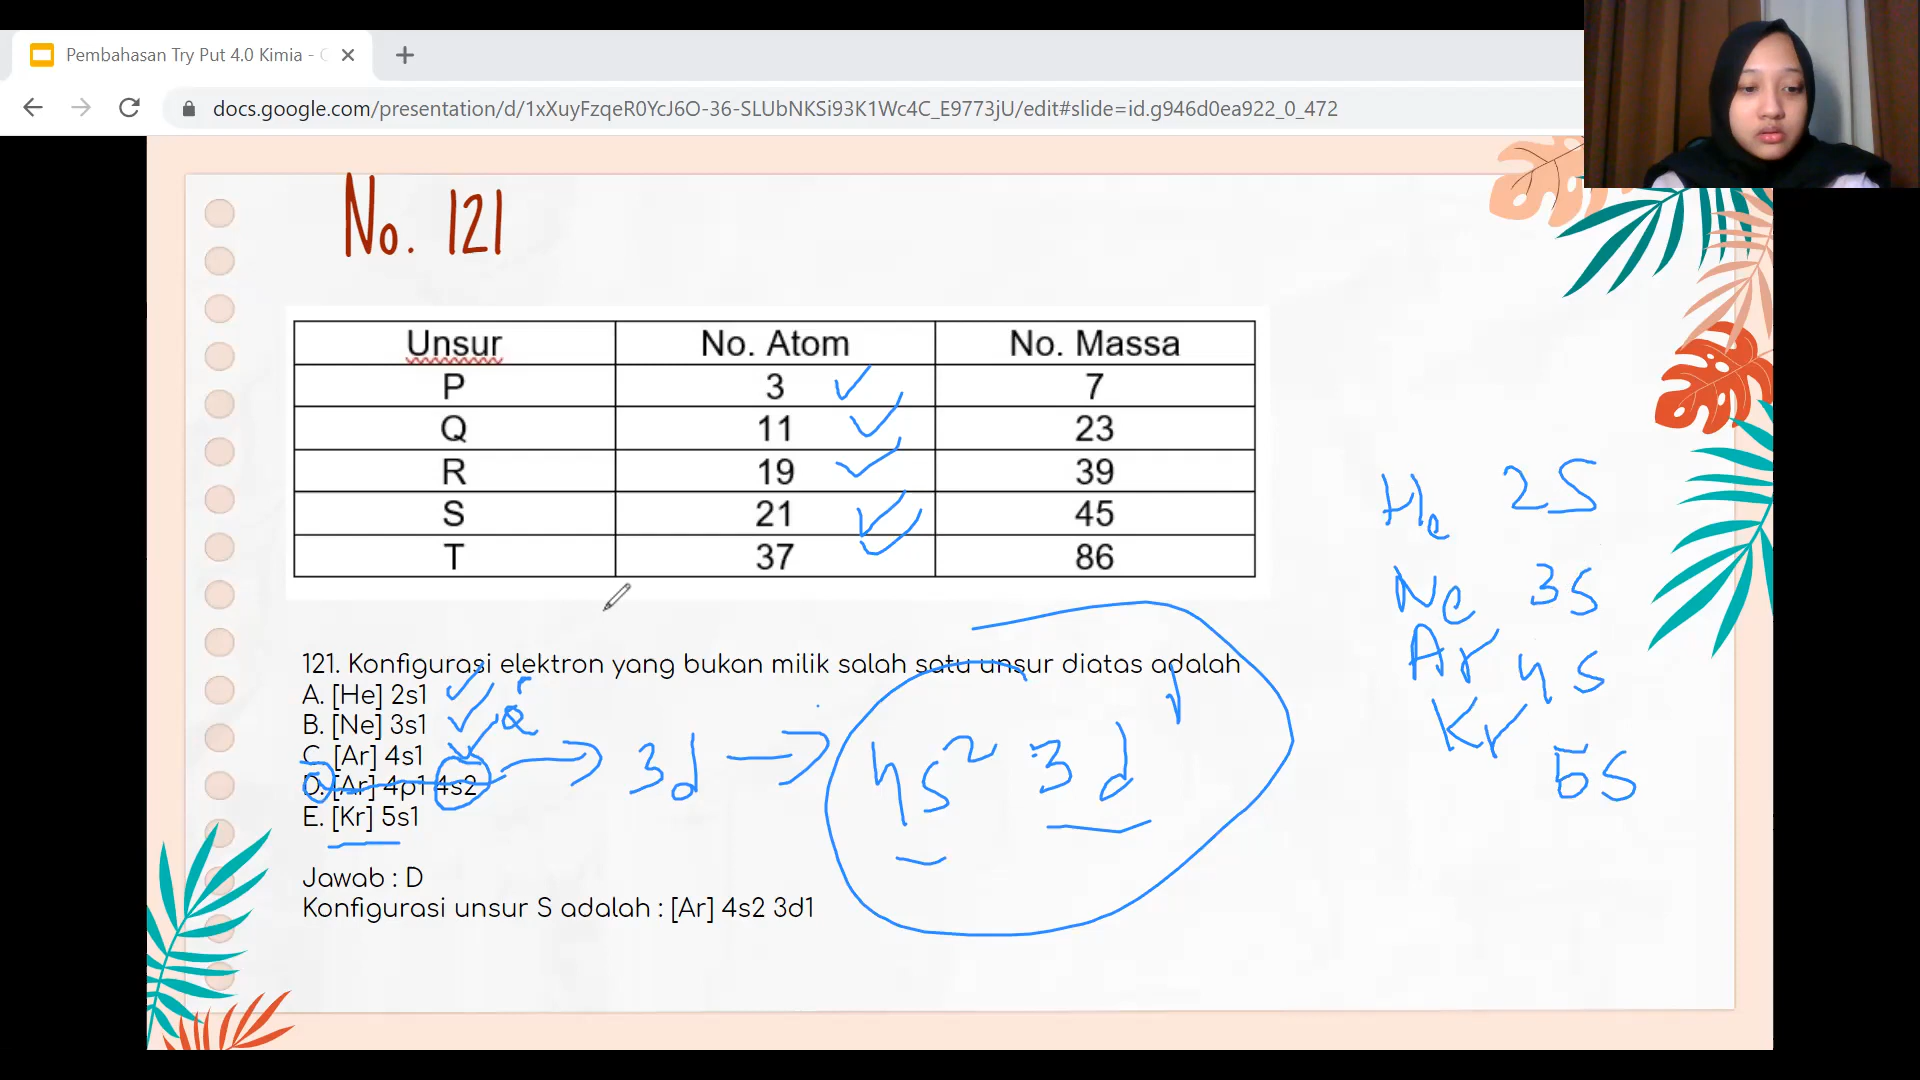 Pembahasan Try Put 4.0 Kimia -
docs.google.com/presentation/d/1xXuyFzqeR0YcJ6O-36-SLUbNKSi93K1Wc4C_E9773jU/edit#slide=id.g946d0ea922_0_472
No. 121
Unsur No. Atom No. Massa
P 3 7
Q 11 23
R 19 39
S 21 45
T 37 86
He 2S
Ne 3S
Ar 4s
Kr 5S
121. Konfigurasi elektron yang bukan milik salah satu unsur diatas adalah
A. [He] 2s1
B. [Ne] 3s1 Q
C. [Ar] 4s1
D. [Ar] 4p1 4s2
E. [Kr] 5s1
3d 4s2 3d1
Jawab : D
Konfigurasi unsur S adalah : [Ar] 4s2 3d1